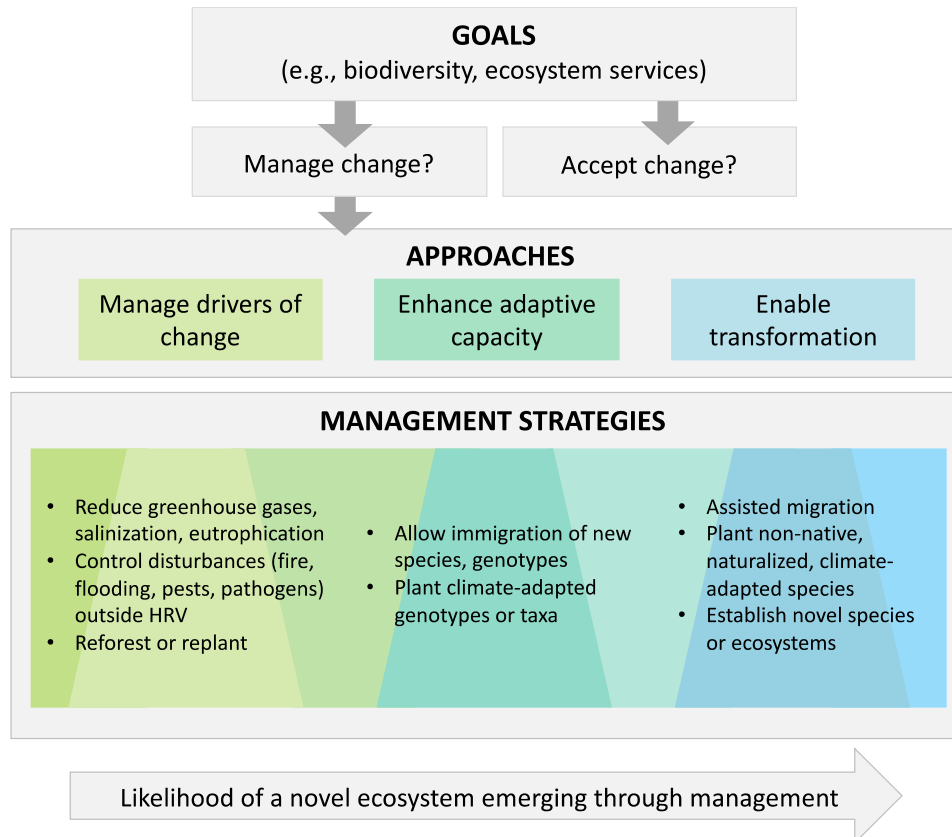 GOALS
(e.g., biodiversity, ecosystem services)
Manage change?
Accept change?
APPROACHES
Manage drivers of
change
Enhance adaptive
capacity
Enable
transformation
MANAGEMENT STRATEGIES
• Reduce greenhouse gases,
salinization, eutrophication
• Control disturbances (fire,
flooding, pests, pathogens)
outside HRV
• Reforest or replant
• Allow immigration of new
species, genotypes
• Plant climate-adapted
genotypes or taxa
• Assisted migration
• Plant non-native,
naturalized, climate-
adapted species
• Establish novel species
or ecosystems
Likelihood of a novel ecosystem emerging through management